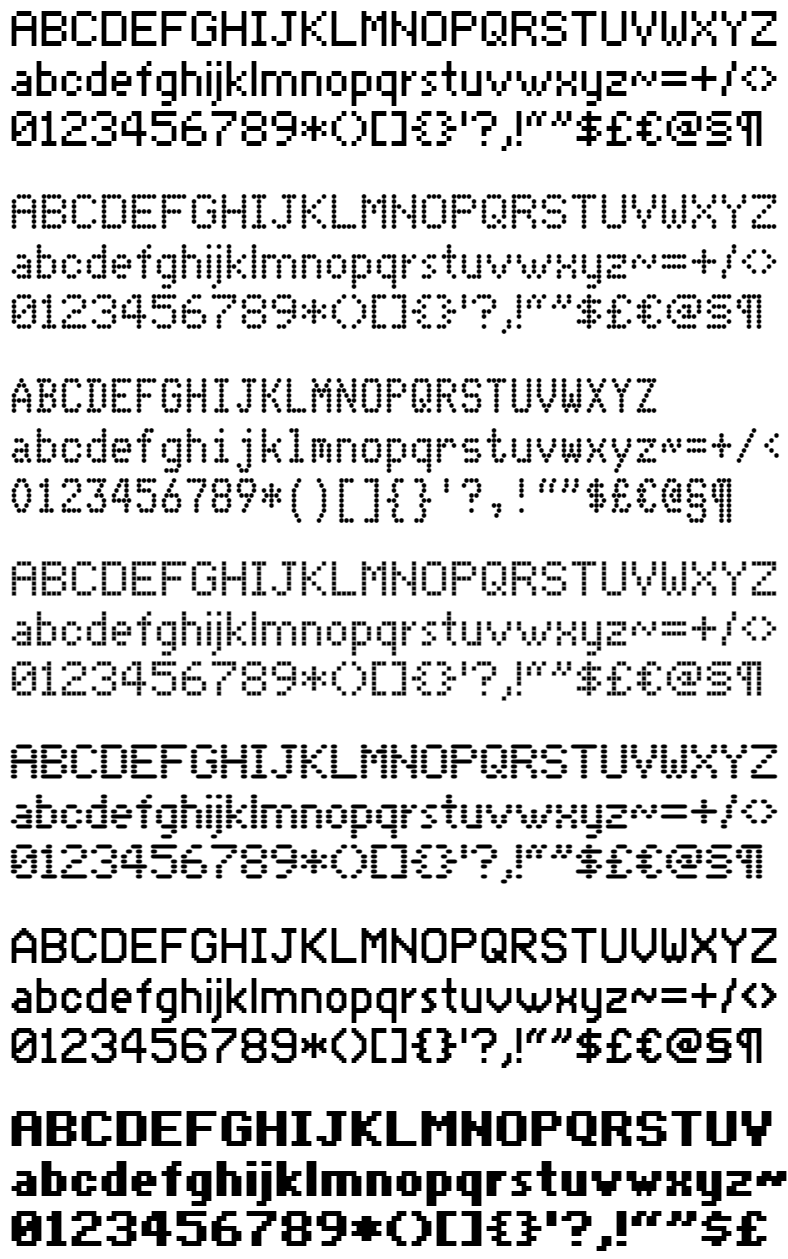 ABCDEFGHIJKLMNOPQRSTUVWXYZ
abcdefghijklmnopqrstuvwxyz~=+/<>
0123456789*()[]{}'?,!“”$£€@§¶
ABCDEFGHIJKLMNOPQRSTUVWXYZ
abcdefghijklmnopqrstuvwxyz~=+/<>
0123456789*()[]{}'?,!“”$£€@§¶
ABCDEFGHIJKLMNOPQRSTUVWXYZ
abcdefghijklmnopqrstuvwxyz~=+/<
0123456789*()[]{}'?,!“”$£€@§¶
ABCDEFGHIJKLMNOPQRSTUVWXYZ
abcdefghijklmnopqrstuvwxyz~=+/<>
0123456789*()[]{}'?,!“”$£€@§¶
ABCDEFGHIJKLMNOPQRSTUVWXYZ
abcdefghijklmnopqrstuvwxyz~=+/<>
0123456789*()[]{}'?,!“”$£€@§¶
ABCDEFGHIJKLMNOPQRSTUVWXYZ
abcdefghijklmnopqrstuvwxyz~=+/<>
0123456789*()[]{}'?,!“”$£€@§¶
ABCDEFGHIJKLMNOPQRSTUV
abcdefghijklmnopqrstuvwxyz~
0123456789*()[]{}'?,!“”$£